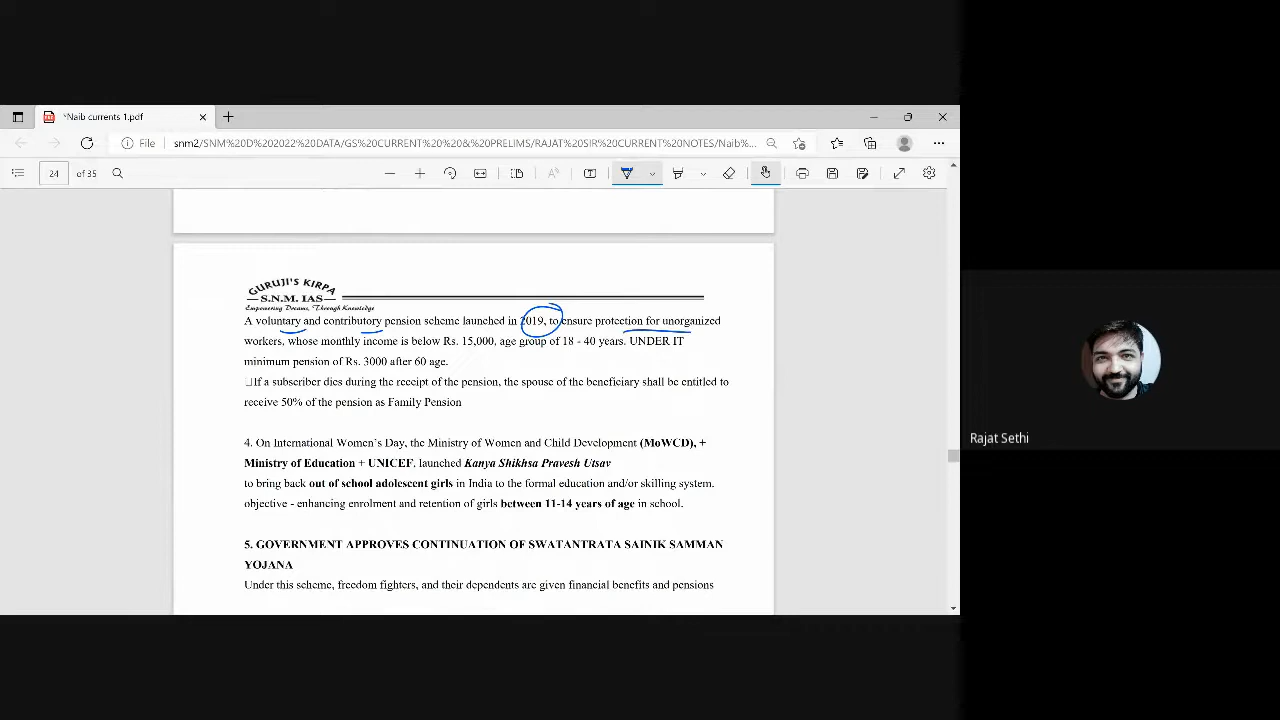 *Naib currents 1.pdf
File snm2/SNM%20D%202022%20DATA/GS%20CURRENT%20%20&%20PRELIMS/RAJAT%20SIR%20CURRENT%20NOTES/Naib%...
24 of 35
GURUJI'S KIRPA
S.N.M. IAS
Empowering Dreams, Through Knowledge
A voluntary and contributory pension scheme launched in 2019, to ensure protection for unorganized
workers, whose monthly income is below Rs. 15,000, age group of 18 - 40 years. UNDER IT
minimum pension of Rs. 3000 after 60 age.
If a subscriber dies during the receipt of the pension, the spouse of the beneficiary shall be entitled to
receive 50% of the pension as Family Pension
4. On International Women's Day, the Ministry of Women and Child Development (MoWCD), +
Ministry of Education + UNICEF, launched Kanya Shikhsa Pravesh Utsav
to bring back out of school adolescent girls in India to the formal education and/or skilling system.
objective - enhancing enrolment and retention of girls between 11-14 years of age in school.
5. GOVERNMENT APPROVES CONTINUATION OF SWATANTRATA SAINIK SAMMAN
YOJANA
Under this scheme, freedom fighters, and their dependents are given financial benefits and pensions
Rajat Sethi